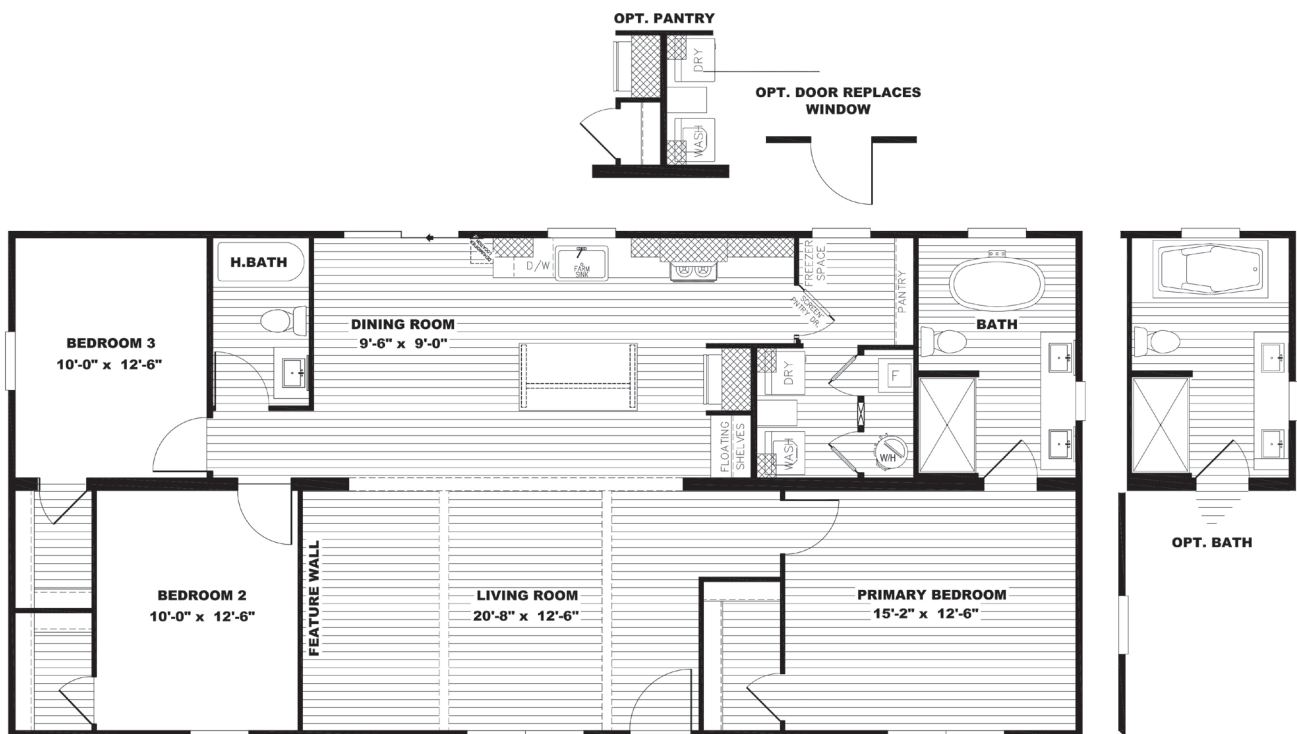 OPT. PANTRY
DRY
WASH
OPT. DOOR REPLACES
WINDOW
H.BATH
BEDROOM 3
10'-0" x 12'-6"
DINING ROOM
9'-6" x 9'-0"
D/W
FARM
SINK
FREEZER
SPACE
PANTRY
SCREEN
PNTRY DR.
BATH
DRY
F
WASH
W/H
FLOATING
SHELVES
BEDROOM 2
10'-0" x 12'-6"
FEATURE WALL
LIVING ROOM
20'-8" x 12'-6"
PRIMARY BEDROOM
15'-2" x 12'-6"
OPT. BATH